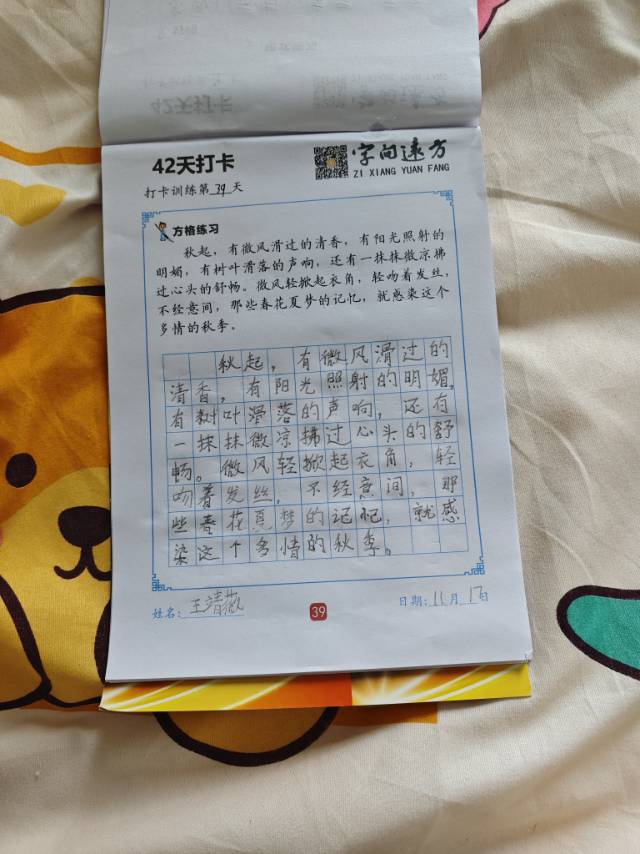 42天打卡
字向远方
ZI XIANG YUAN FANG
打卡训练第39天
方格练习
秋起，有微风滑过的清香，有阳光照射的
明媚，有树叶滑落的声响，还有一抹抹微凉拂
过心头的舒畅。微风轻掀起衣角，轻吻着发丝，
不经意间，那些春花夏梦的记忆，就感染这个
多情的秋季。
秋起，有微风滑过的
清香，有阳光照射的明媚，
有树叶滑落的声响，还有
一抹抹微凉拂过心头的舒
畅。微风轻掀起衣角，轻
吻着发丝，不经意间，那
些春花夏梦的记忆，就感
染这个多情的秋季。
姓名：王靖薇
39
日期：11月17日